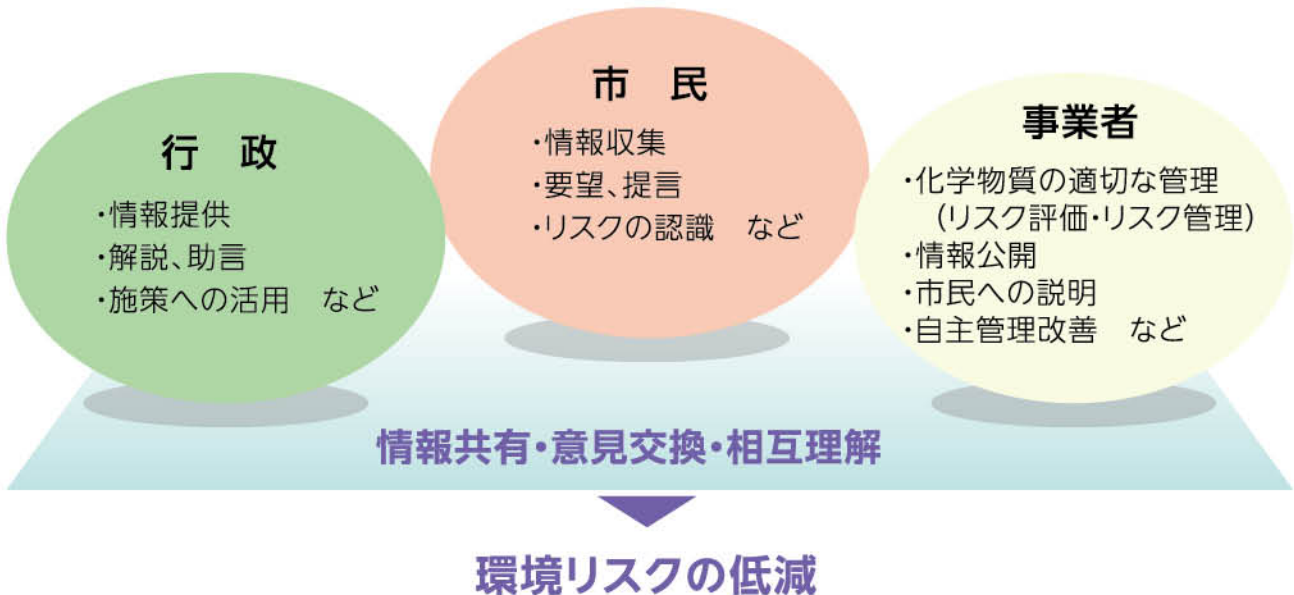 行　政
・情報提供
・解説、助言
・施策への活用　など
市　民
・情報収集
・要望、提言
・リスクの認識　など
事業者
・化学物質の適切な管理
（リスク評価・リスク管理）
・情報公開
・市民への説明
・自主管理改善　など
情報共有・意見交換・相互理解
環境リスクの低減